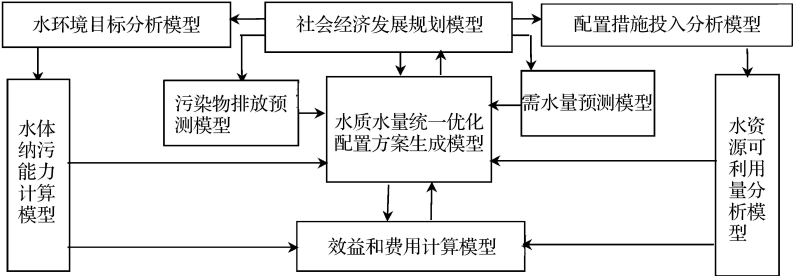 水环境目标分析模型
社会经济发展规划模型
配置措施投入分析模型
污染物排放预
测模型
水质水量统一优化
配置方案生成模型
需水量预测模型
水体
纳污
能力
计算
模型
水资
源可
利用
量分
析模
型
效益和费用计算模型